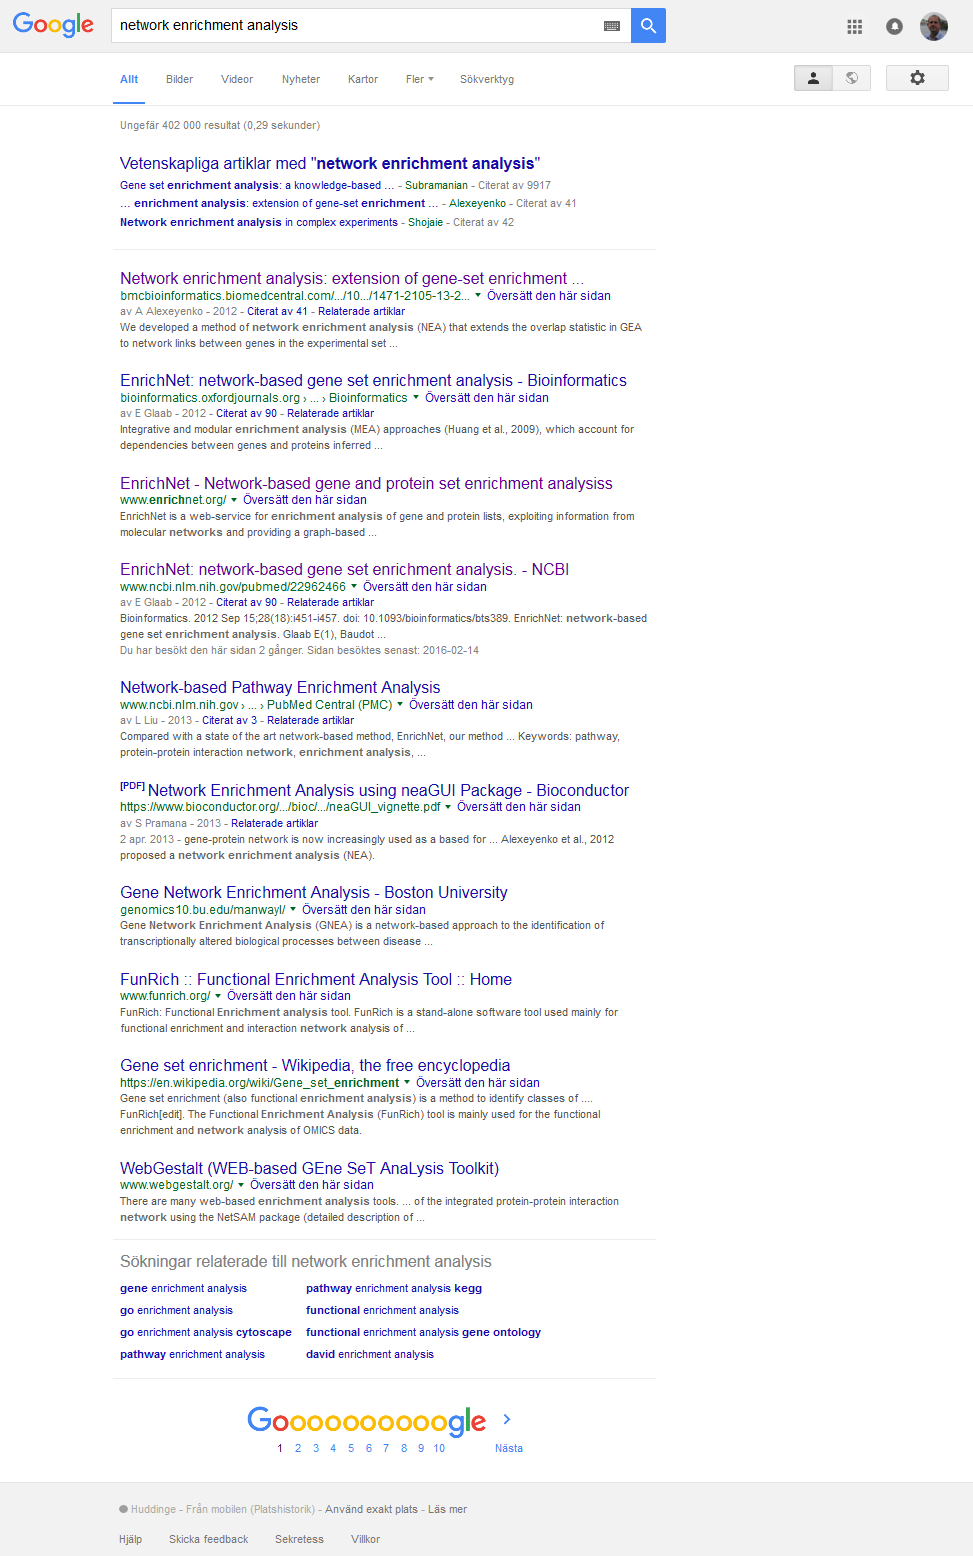 Google
network enrichment analysis
Allt Bilder Videor Nyheter Kartor Fler Sökverktyg
Ungefär 402 000 resultat (0,29 sekunder)
Vetenskapliga artiklar med "network enrichment analysis"
Gene set enrichment analysis: a knowledge-based ... - Subramanian - Citerat av 9917
... enrichment analysis: extension of gene-set enrichment ... - Alexeyenko - Citerat av 41
Network enrichment analysis in complex experiments - Shojaie - Citerat av 42
Network enrichment analysis: extension of gene-set enrichment ...
bmcbioinformatics.biomedcentral.com/.../10.../1471-2105-13-2... Översätt den här sidan
av A Alexeyenko - 2012 - Citerat av 41 - Relaterade artiklar
We developed a method of network enrichment analysis (NEA) that extends the overlap statistic in GEA
to network links between genes in the experimental set ...
EnrichNet: network-based gene set enrichment analysis - Bioinformatics
bioinformatics.oxfordjournals.org › ... › Bioinformatics Översätt den här sidan
av E Glaab - 2012 - Citerat av 90 - Relaterade artiklar
Integrative and modular enrichment analysis (MEA) approaches (Huang et al., 2009), which account for
dependencies between genes and proteins inferred ...
EnrichNet - Network-based gene and protein set enrichment analysiss
www.enrichnet.org/ Översätt den här sidan
EnrichNet is a web-service for enrichment analysis of gene and protein lists, exploiting information from
molecular networks and providing a graph-based ...
EnrichNet: network-based gene set enrichment analysis. - NCBI
www.ncbi.nlm.nih.gov/pubmed/22962466 Översätt den här sidan
av E Glaab - 2012 - Citerat av 90 - Relaterade artiklar
Bioinformatics. 2012 Sep 15;28(18):i451-i457. doi: 10.1093/bioinformatics/bts389. EnrichNet: network-based
gene set enrichment analysis. Glaab E(1), Baudot ...
Du har besökt den här sidan 2 gånger. Sidan besöktes senast: 2016-02-14
Network-based Pathway Enrichment Analysis
www.ncbi.nlm.nih.gov › ... › PubMed Central (PMC) Översätt den här sidan
av L Liu - 2013 - Citerat av 3 - Relaterade artiklar
Compared with a state of the art network-based method, EnrichNet, our method ... Keywords: pathway,
protein-protein interaction network, enrichment analysis, ...
[PDF] Network Enrichment Analysis using neaGUI Package - Bioconductor
https://www.bioconductor.org/.../bioc/.../neaGUI_vignette.pdf Översätt den här sidan
av S Pramana - 2013 - Relaterade artiklar
2 apr. 2013 - gene-protein network is now increasingly used as a based for ... Alexeyenko et al., 2012
proposed a network enrichment analysis (NEA).
Gene Network Enrichment Analysis - Boston University
genomics10.bu.edu/manwayl/ Översätt den här sidan
Gene Network Enrichment Analysis (GNEA) is a network-based approach to the identification of
transcriptionally altered biological processes between disease ...
FunRich :: Functional Enrichment Analysis Tool :: Home
www.funrich.org/ Översätt den här sidan
FunRich: Functional Enrichment analysis tool. FunRich is a stand-alone software tool used mainly for
functional enrichment and interaction network analysis of ...
Gene set enrichment - Wikipedia, the free encyclopedia
https://en.wikipedia.org/wiki/Gene_set_enrichment Översätt den här sidan
Gene set enrichment (also functional enrichment analysis) is a method to identify classes of ....
FunRich[edit]. The Functional Enrichment Analysis (FunRich) tool is mainly used for the functional
enrichment and network analysis of OMICS data.
WebGestalt (WEB-based GEne SeT AnaLysis Toolkit)
www.webgestalt.org/ Översätt den här sidan
There are many web-based enrichment analysis tools. ... of the integrated protein-protein interaction
network using the NetSAM package (detailed description of ...
Sökningar relaterade till network enrichment analysis
gene enrichment analysis pathway enrichment analysis kegg
go enrichment analysis functional enrichment analysis
go enrichment analysis cytoscape functional enrichment analysis gene ontology
pathway enrichment analysis david enrichment analysis
Goooooooooogle
1 2 3 4 5 6 7 8 9 10 Nästa
Huddinge - Från mobilen (Platshistorik) - Använd exakt plats - Läs mer
Hjälp Skicka feedback Sekretess Villkor